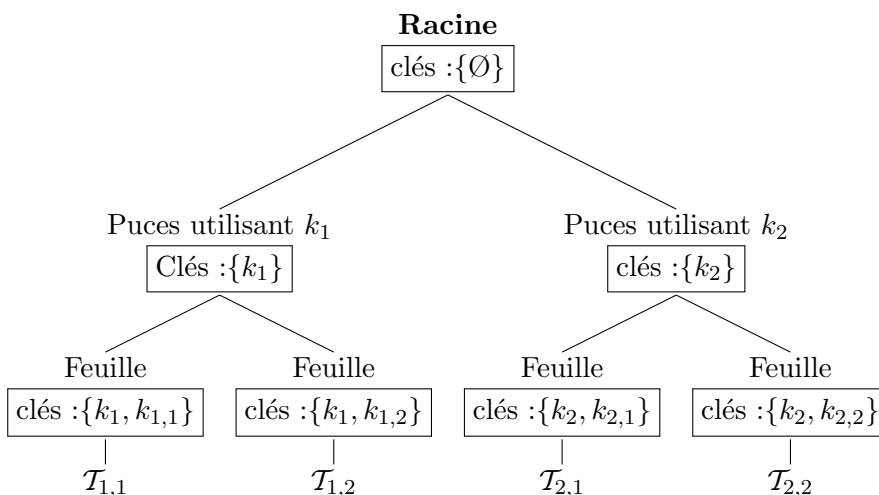 Racine
clés :{Ø}
Puces utilisant k₁ Puces utilisant k₂
Clés :{k₁} clés :{k₂}
Feuille Feuille Feuille Feuille
clés :{k₁, k₁,₁} clés :{k₁, k₁,₂} clés :{k₂, k₂,₁} clés :{k₂, k₂,₂}
𝒯₁,₁ 𝒯₁,₂ 𝒯₂,₁ 𝒯₂,₂